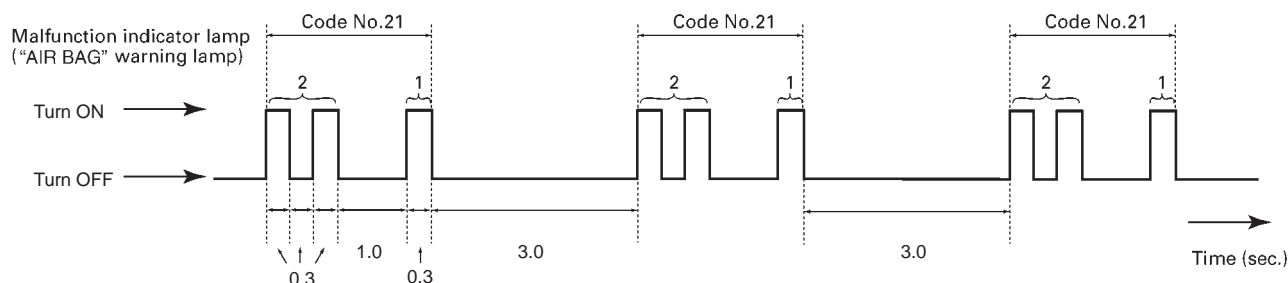 Code No.21
Code No.21
Code No.21
Malfunction indicator lamp
("AIR BAG" warning lamp)
2
1
2
1
2
1
Turn ON
Turn OFF
1.0
3.0
3.0
0.3
0.3
Time (sec.)